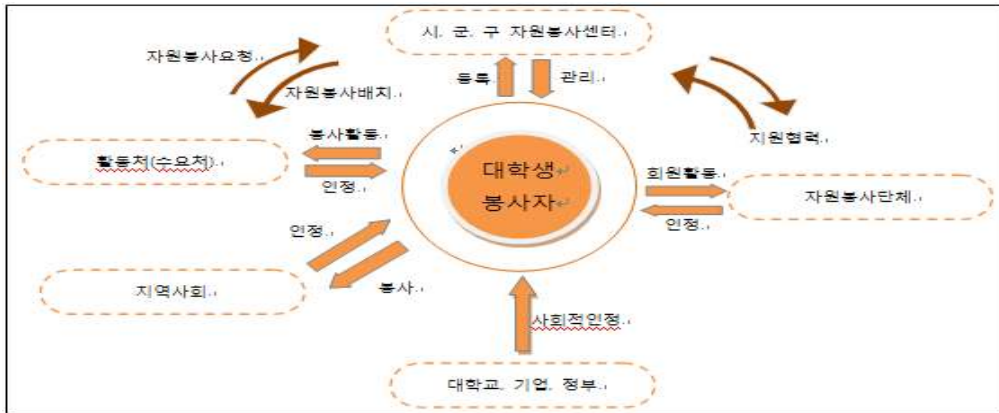 시, 군, 구 자원봉사센터
자원봉사요청
등록
관리
자원봉사배치
지원협력
봉사활동
활동처(수요처)
인정
대학생
봉사자
회원활동
자원봉사단체
인정
인정
지역사회
봉사
사회적인정
대학교, 기업, 정부